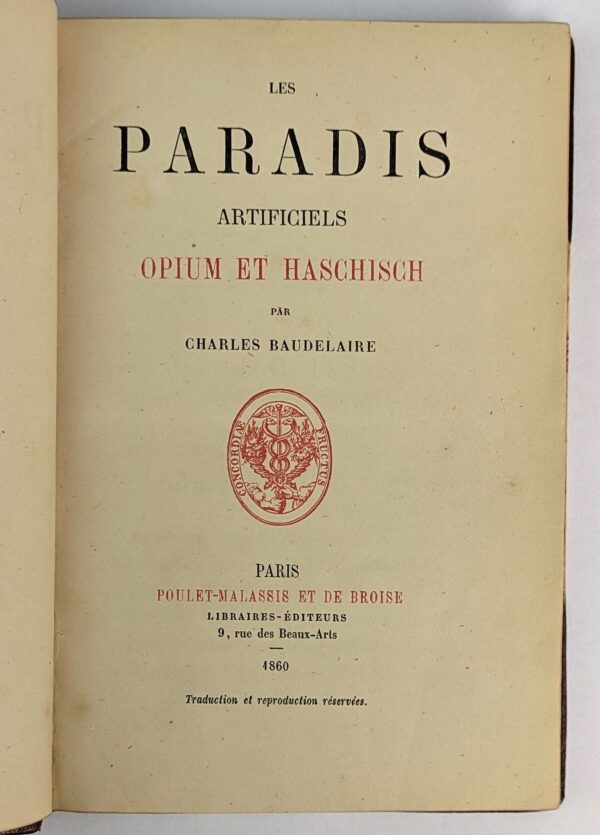 LES
PARADIS
ARTIFICIELS
OPIUM ET HASCHISCH
PAR
CHARLES BAUDELAIRE
CONCORDIÆ FRUCTUS
PARIS
POULET-MALASSIS ET DE BROISE
LIBRAIRES-ÉDITEURS
9, rue des Beaux-Arts
1860
Traduction et reproduction réservées.